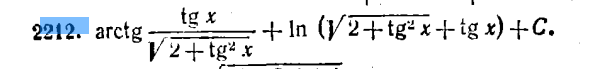 2212. arctg tg x / √2+tg² x + ln (√2+tg² x + tg x) + C.